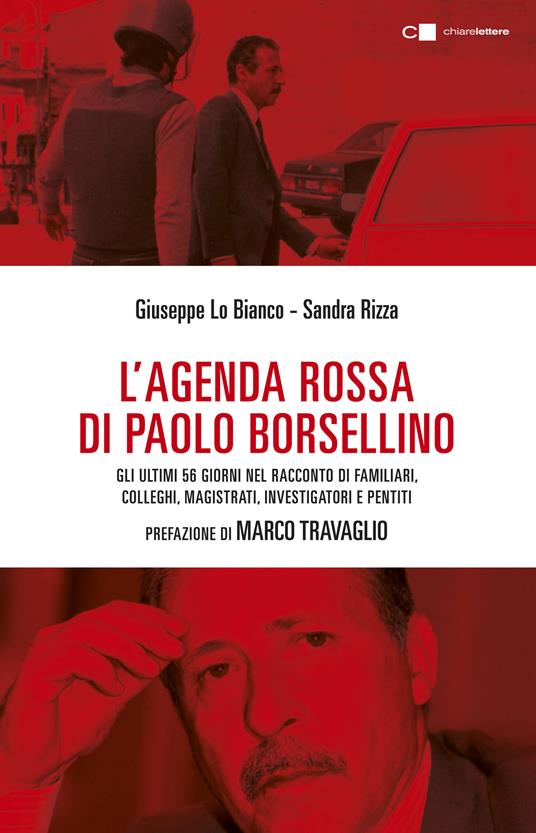 chiarelettere
Giuseppe Lo Bianco - Sandra Rizza
L'AGENDA ROSSA
DI PAOLO BORSELLINO
GLI ULTIMI 56 GIORNI NEL RACCONTO DI FAMILIARI,
COLLEGHI, MAGISTRATI, INVESTIGATORI E PENTITI
PREFAZIONE DI MARCO TRAVAGLIO